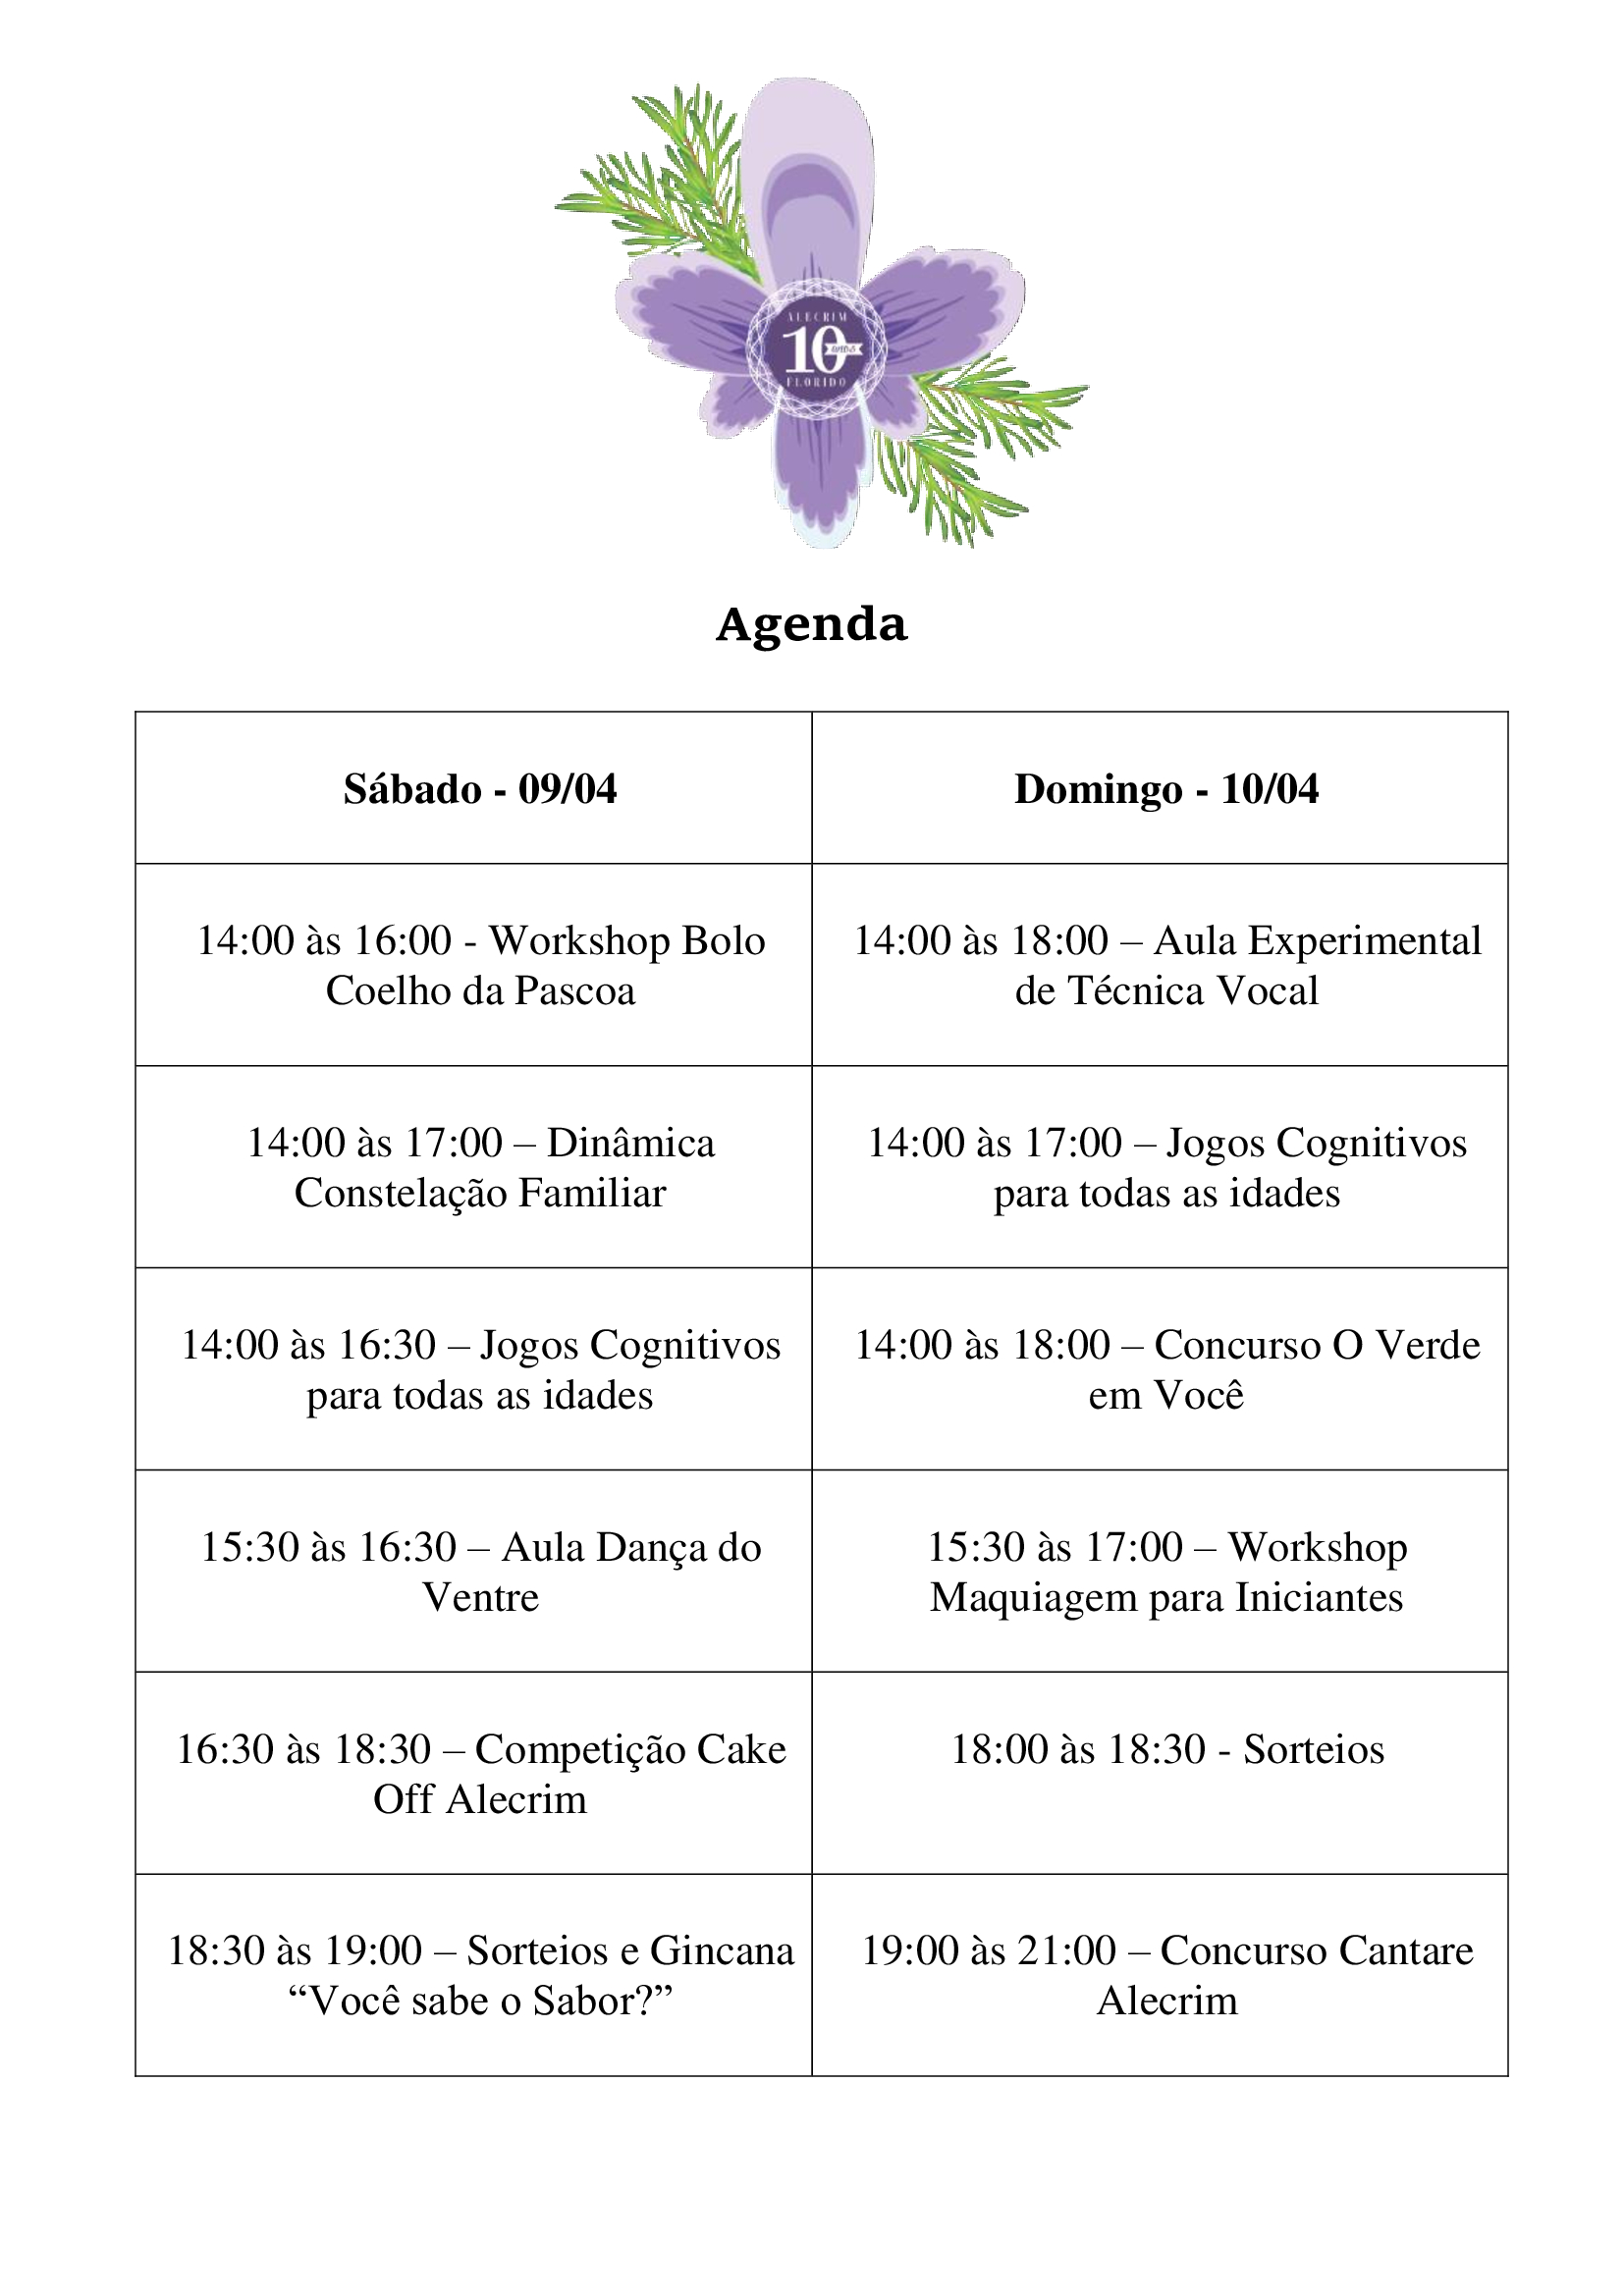 ALECRIM
10
anos
FLORIDO
Agenda
Sábado - 09/04
Domingo - 10/04
14:00 às 16:00 - Workshop Bolo
Coelho da Pascoa
14:00 às 18:00 – Aula Experimental
de Técnica Vocal
14:00 às 17:00 – Dinâmica
Constelação Familiar
14:00 às 17:00 – Jogos Cognitivos
para todas as idades
14:00 às 16:30 – Jogos Cognitivos
para todas as idades
14:00 às 18:00 – Concurso O Verde
em Você
15:30 às 16:30 – Aula Dança do
Ventre
15:30 às 17:00 – Workshop
Maquiagem para Iniciantes
16:30 às 18:30 – Competição Cake
Off Alecrim
18:00 às 18:30 - Sorteios
18:30 às 19:00 – Sorteios e Gincana
“Você sabe o Sabor?”
19:00 às 21:00 – Concurso Cantare
Alecrim